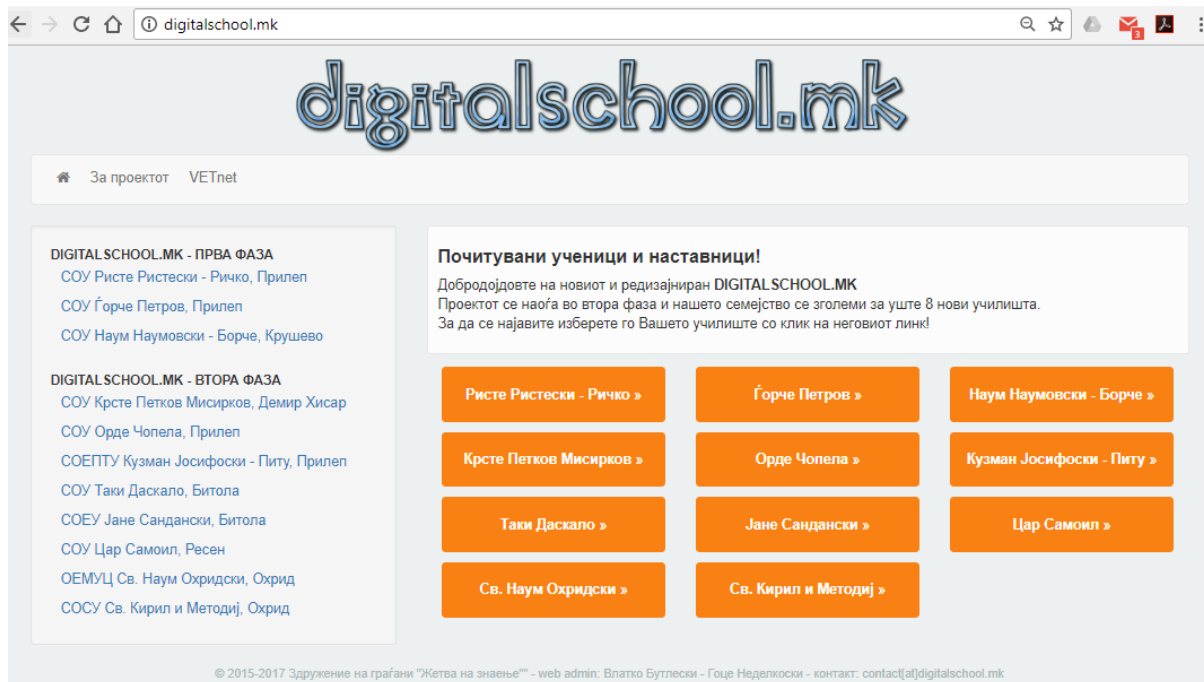 digitalschool.mk
3
digitalschool.mk
За проектот VETnet
DIGITALSCHOOL.MK - ПРВА ФАЗА
СОУ Ристе Ристески - Ричко, Прилеп
СОУ Ѓорче Петров, Прилеп
СОУ Наум Наумовски - Борче, Крушево
DIGITALSCHOOL.MK - ВТОРА ФАЗА
СОУ Крсте Петков Мисирков, Демир Хисар
СОУ Орде Чопела, Прилеп
СОЕПТУ Кузман Јосифоски - Питу, Прилеп
СОУ Таки Даскало, Битола
СОЕУ Јане Сандански, Битола
СОУ Цар Самоил, Ресен
ОЕМУЦ Св. Наум Охридски, Охрид
СОСУ Св. Кирил и Методиј, Охрид
Почитувани ученици и наставници!
Добродојдовте на новиот и редизајниран DIGITALSCHOOL.MK
Проектот се наоѓа во втора фаза и нашето семејство се зголеми за уште 8 нови училишта.
За да се најавите изберете го Вашето училиште со клик на неговиот линк!
Ристе Ристески - Ричко » Ѓорче Петров » Наум Наумовски - Борче »
Крсте Петков Мисирков » Орде Чопела » Кузман Јосифоски - Питу »
Таки Даскало » Јане Сандански » Цар Самоил »
Св. Наум Охридски » Св. Кирил и Методиј »
© 2015-2017 Здружение на граѓани "Жетва на знаење"" - web admin: Влатко Бутлески - Гоце Неделкоски - контакт: contact[at]digitalschool.mk